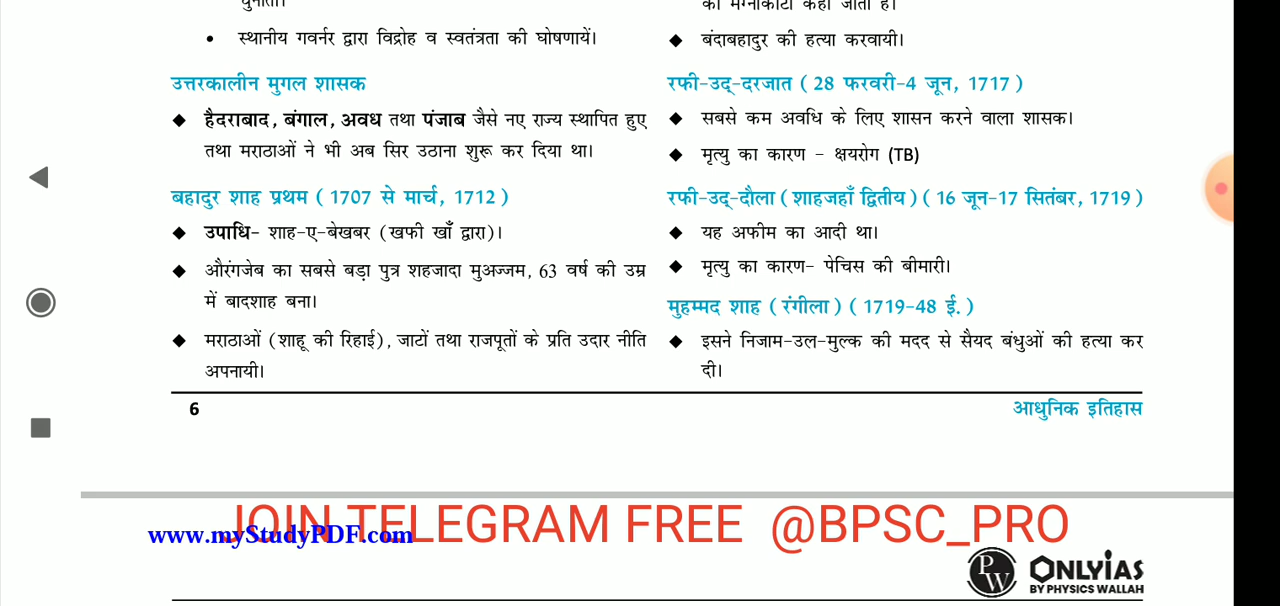 चुनौती।
• स्थानीय गवर्नर द्वारा विद्रोह व स्वतंत्रता की घोषणायें।
उत्तरकालीन मुगल शासक
◆ हैदराबाद, बंगाल, अवध तथा पंजाब जैसे नए राज्य स्थापित हुए
तथा मराठाओं ने भी अब सिर उठाना शुरू कर दिया था।
बहादुर शाह प्रथम (1707 से मार्च, 1712)
◆ उपाधि- शाह-ए-बेखबर (खफी खाँ द्वारा)।
◆ औरंगजेब का सबसे बड़ा पुत्र शहजादा मुअज्जम, 63 वर्ष की उम्र
में बादशाह बना।
◆ मराठाओं (शाहू की रिहाई), जाटों तथा राजपूतों के प्रति उदार नीति
अपनायी।
कहा जाता है।
◆ बंदाबहादुर की हत्या करवायी।
रफी-उद्-दरजात (28 फरवरी-4 जून, 1717)
◆ सबसे कम अवधि के लिए शासन करने वाला शासक।
◆ मृत्यु का कारण - क्षयरोग (TB)
रफी-उद्-दौला (शाहजहाँ द्वितीय) (16 जून-17 सितंबर, 1719)
◆ यह अफीम का आदी था।
◆ मृत्यु का कारण- पेचिस की बीमारी।
मुहम्मद शाह (रंगीला) (1719-48 ई.)
◆ इसने निजाम-उल-मुल्क की मदद से सैयद बंधुओं की हत्या कर
दी।
6
आधुनिक इतिहास
JOIN TELEGRAM FREE @BPSC_PRO
www.myStudyPDF.com
PW
ONLYIAS
BY PHYSICS WALLAH